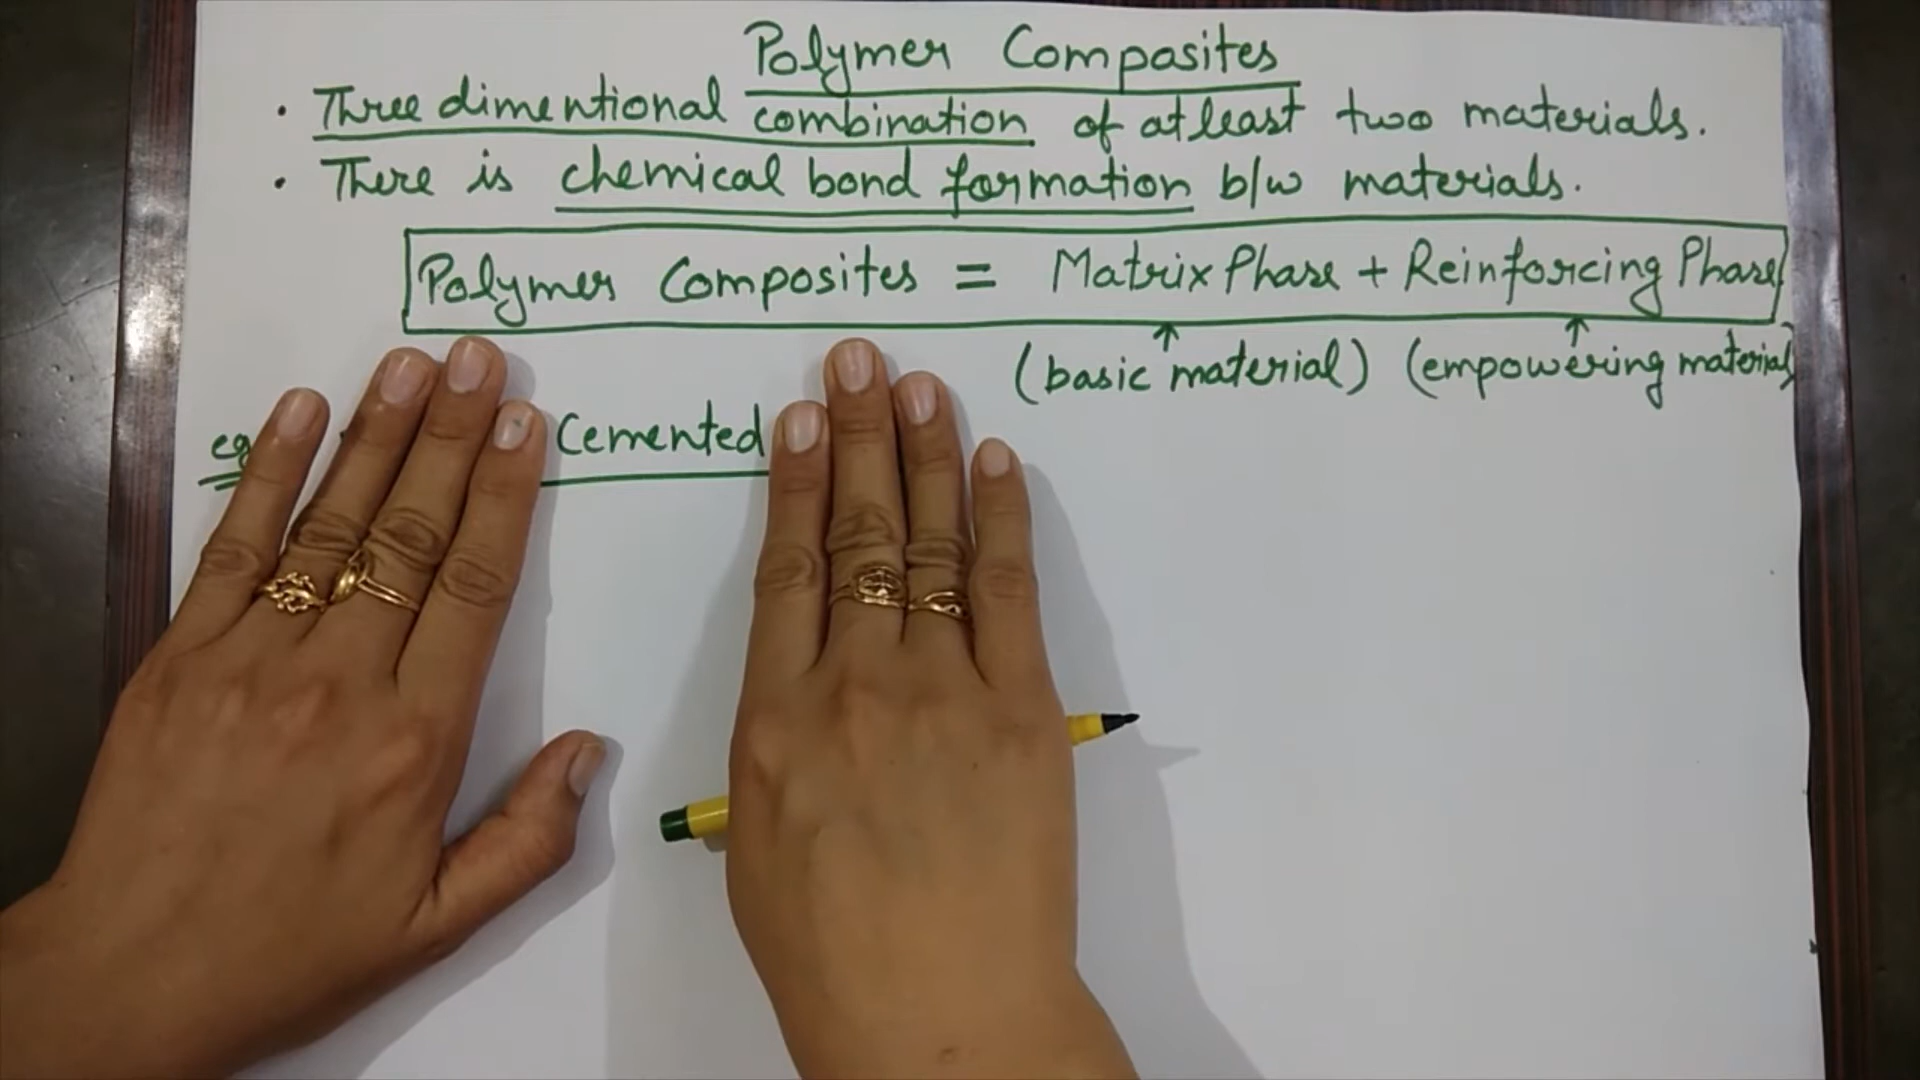 Polymer Composites
• Three dimentional combination of atleast two materials.
• There is chemical bond formation b/w materials.
Polymer Composites = Matrix Phase + Reinforcing Phase
(basic material) (empowering material)
eg Cemented